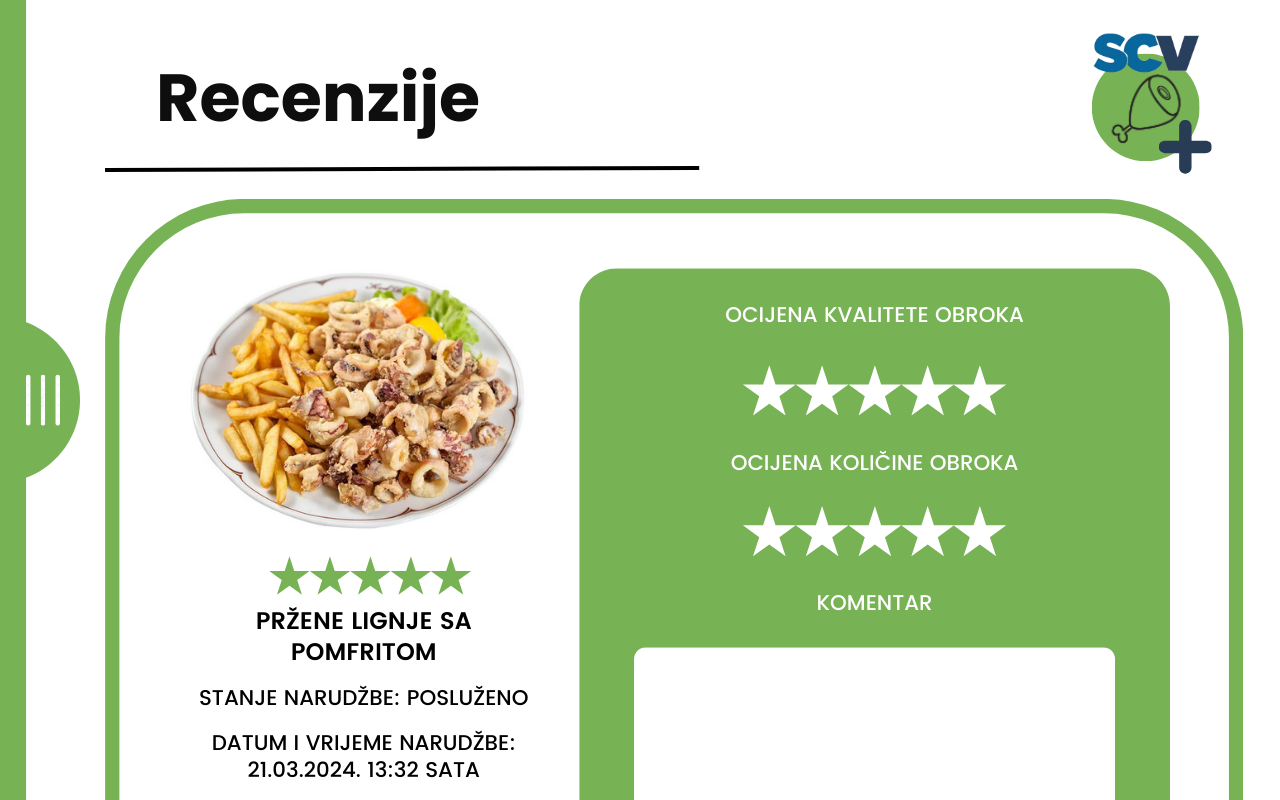 Recenzije
SCV
OCIJENA KVALITETE OBROKA
OCIJENA KOLIČINE OBROKA
KOMENTAR
PRŽENE LIGNJE SA
POMFRITOM
STANJE NARUDŽBE: POSLUŽENO
DATUM I VRIJEME NARUDŽBE:
21.03.2024. 13:32 SATA